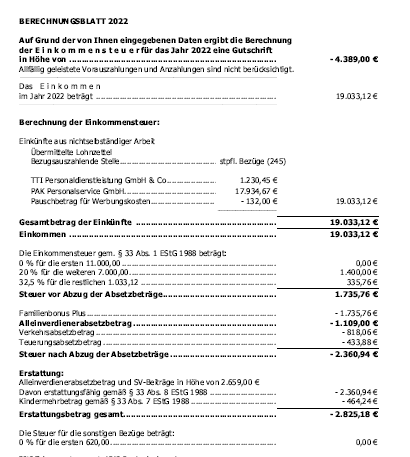 BERECHNUNGSBLATT 2022
Auf Grund der von Ihnen eingegebenen Daten ergibt die Berechnung
der E i n k o m m e n s t e u e r für das Jahr 2022 eine Gutschrift
in Höhe von ........ - 4.389,00 €
Allfällig geleistete Vorauszahlungen und Anzahlungen sind nicht berücksichtigt.
Das E i n k o m m e n
im Jahr 2022 beträgt ........ 19.033,12 €
Berechnung der Einkommensteuer:
Einkünfte aus nichtselbständiger Arbeit
Übermittelte Lohnzettel
Bezugsauszahlende Stelle........ stpfl. Bezüge (245)
TTI Personaldienstleistung GmbH & Co........ 1.230,45 €
PAK Personalservice GmbH........ 17.934,67 €
Pauschbetrag für Werbungskosten........ - 132,00 € 19.033,12 €
Gesamtbetrag der Einkünfte ........ 19.033,12 €
Einkommen ........ 19.033,12 €
Die Einkommensteuer gem. § 33 Abs. 1 EStG 1988 beträgt:
0 % für die ersten 11.000,00 ........ 0,00 €
20 % für die weiteren 7.000,00 ........ 1.400,00 €
32,5 % für die restlichen 1.033,12 ........ 335,76 €
Steuer vor Abzug der Absetzbeträge........ 1.735,76 €
Familienbonus Plus ........ - 1.735,76 €
Alleinverdienerabsetzbetrag ........ - 1.109,00 €
Verkehrsabsetzbetrag ........ - 818,06 €
Teuerungsabsetzbetrag ........ - 433,88 €
Steuer nach Abzug der Absetzbeträge ........ - 2.360,94 €
Erstattung:
Alleinverdienerabsetzbetrag und SV-Beiträge in Höhe von 2.659,00 €
Davon erstattungsfähig gemäß § 33 Abs. 8 EStG 1988 ........ - 2.360,94 €
Kindermehrbetrag gemäß § 33 Abs. 7 EStG 1988 ........ - 464,24 €
Erstattungsbetrag gesamt........ - 2.825,18 €
Die Steuer für die sonstigen Bezüge beträgt:
0 % für die ersten 620,00 ........ 0,00 €